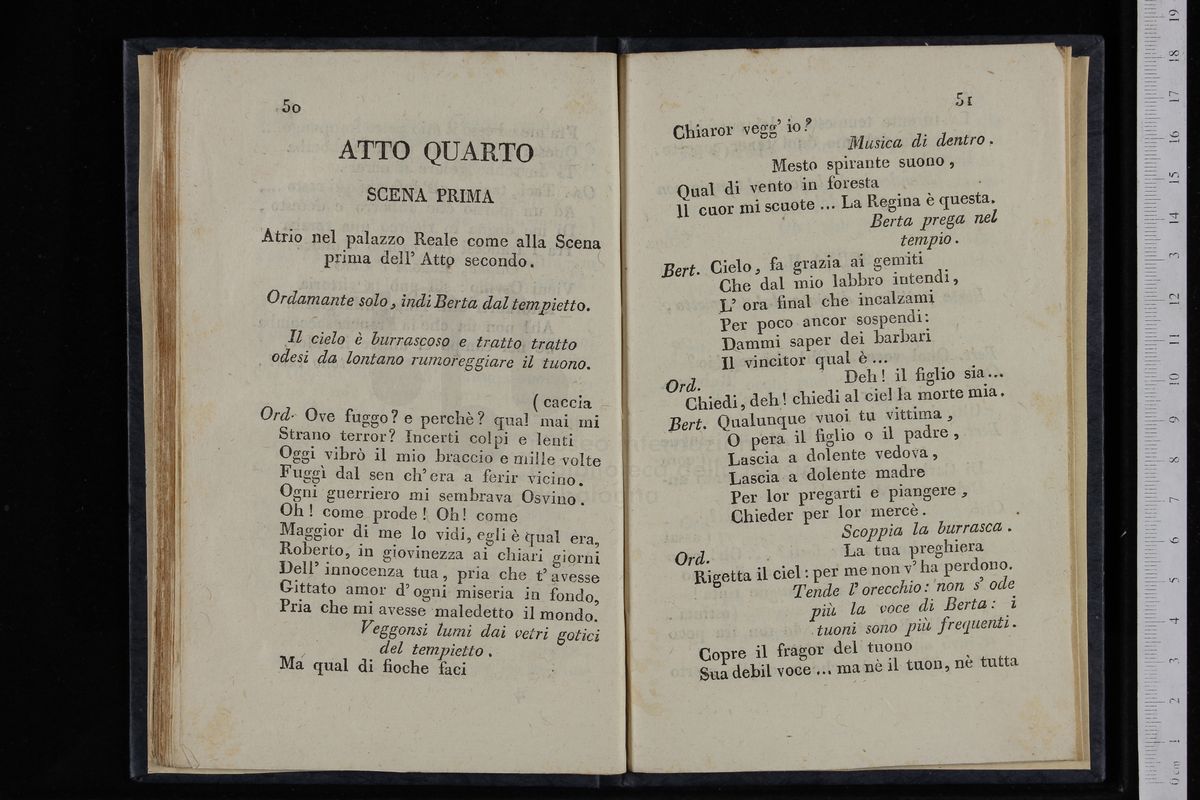 50
ATTO QUARTO
SCENA PRIMA
Atrio nel palazzo Reale come alla Scena
prima dell' Atto secondo.
Ordamante solo, indi Berta dal tempietto.
Il cielo è burrascoso e tratto tratto
odesi da lontano rumoreggiare il tuono.
( caccia
Ord. Ove fuggo? e perchè? qual mai mi
Strano terror? Incerti colpi e lenti
Oggi vibrò il mio braccio e mille volte
Fuggì dal sen ch' era a ferir vicino.
Ogni guerriero mi sembrava Osvino.
Oh! come prode! Oh! come
Maggior di me lo vidi, egli è qual era,
Roberto, in giovinezza ai chiari giorni
Dell' innocenza tua, pria che t' avesse
Gittato amor d' ogni miseria in fondo,
Pria che mi avesse maledetto il mondo.
Veggonsi lumi dai vetri gotici
del tempietto.
Ma qual di fioche faci
51
Chiaror vegg' io?
Musica di dentro.
Mesto spirante suono,
Qual di vento in foresta
Il cuor mi scuote ... La Regina è questa.
Berta prega nel
tempio.
Bert. Cielo, fa grazia ai gemiti
Che dal mio labbro intendi,
L' ora final che incalzami
Per poco ancor sospendi:
Dammi saper dei barbari
Il vincitor qual è ...
Ord. Deh! il figlio sia...
Chiedi, deh! chiedi al ciel la morte mia.
Bert. Qualunque vuoi tu vittima,
O pera il figlio o il padre,
Lascia a dolente vedova,
Lascia a dolente madre
Per lor pregarti e piangere,
Chieder per lor mercè.
Scoppia la burrasca.
Ord. La tua preghiera
Rigetta il ciel: per me non v' ha perdono.
Tende l' orecchio: non s' ode
più la voce di Berta: i
tuoni sono più frequenti.
Copre il fragor del tuono
Sua debil voce ... ma nè il tuon, nè tutta